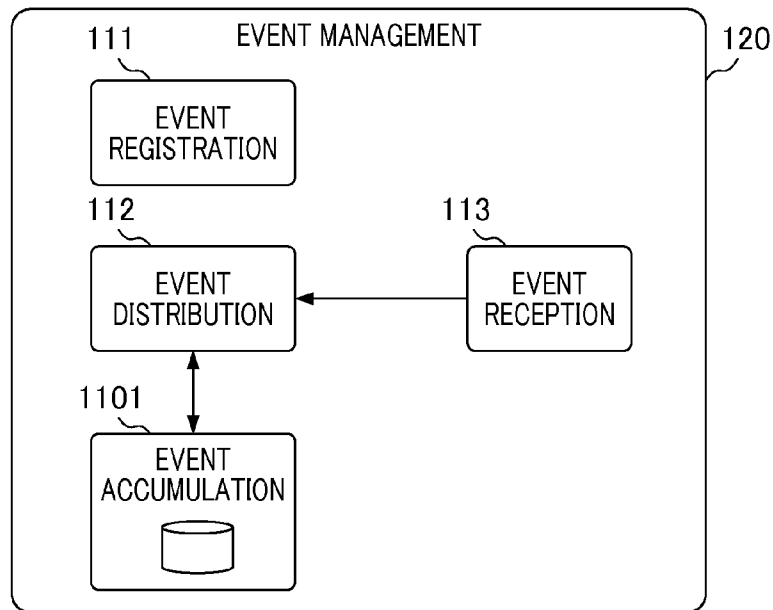 EVENT MANAGEMENT
111
120
EVENT
REGISTRATION
112
113
EVENT
DISTRIBUTION
EVENT
RECEPTION
1101
EVENT
ACCUMULATION